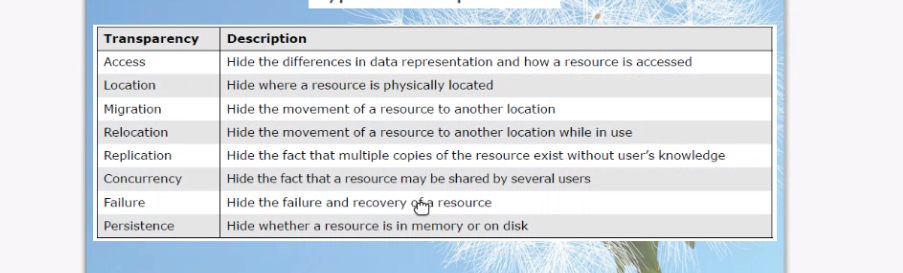 Transparency Description
Access Hide the differences in data representation and how a resource is accessed
Location Hide where a resource is physically located
Migration Hide the movement of a resource to another location
Relocation Hide the movement of a resource to another location while in use
Replication Hide the fact that multiple copies of the resource exist without user's knowledge
Concurrency Hide the fact that a resource may be shared by several users
Failure Hide the failure and recovery of a resource
Persistence Hide whether a resource is in memory or on disk